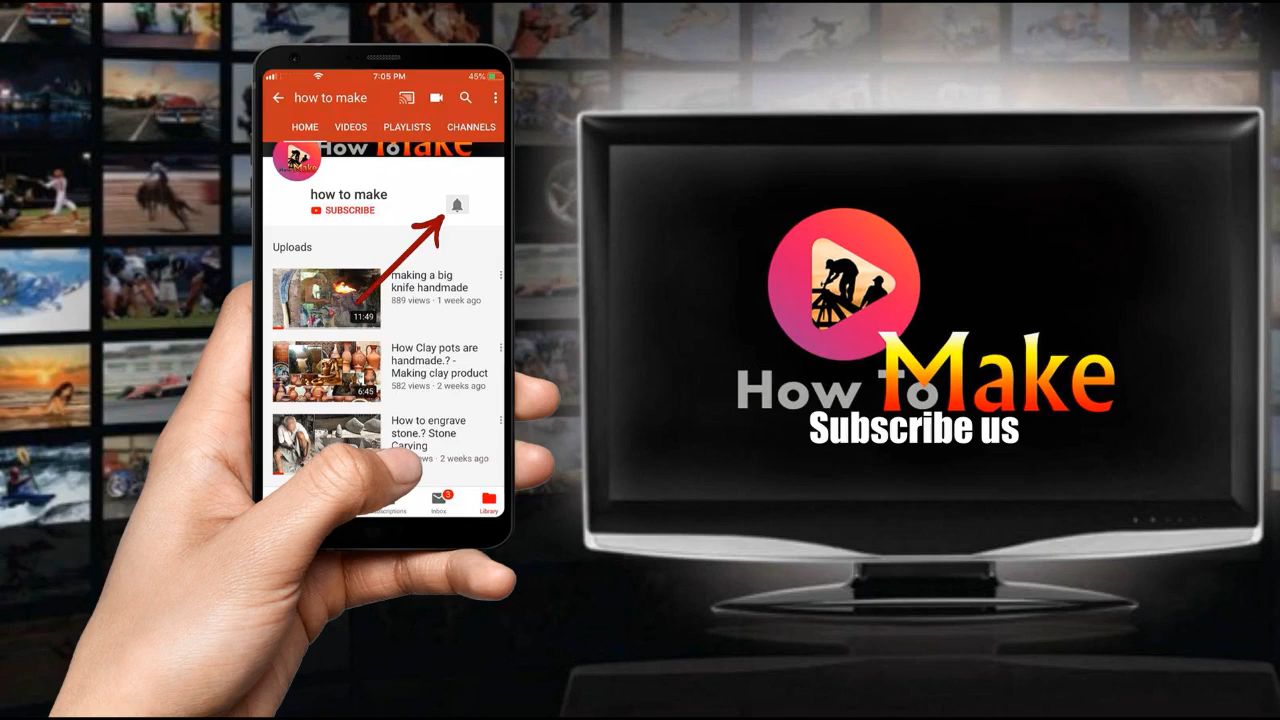 7:05 PM
45%
how to make
HOME VIDEOS PLAYLISTS CHANNELS
How To Make
how to make
SUBSCRIBE
Uploads
making a big
knife handmade
889 views · 1 week ago
11:49
How Clay pots are
handmade.? -
Making clay product
582 views · 2 weeks ago
6:45
How to engrave
stone.? Stone
Carving
2 weeks ago
3
Inbox
Library
How To Make
Subscribe us